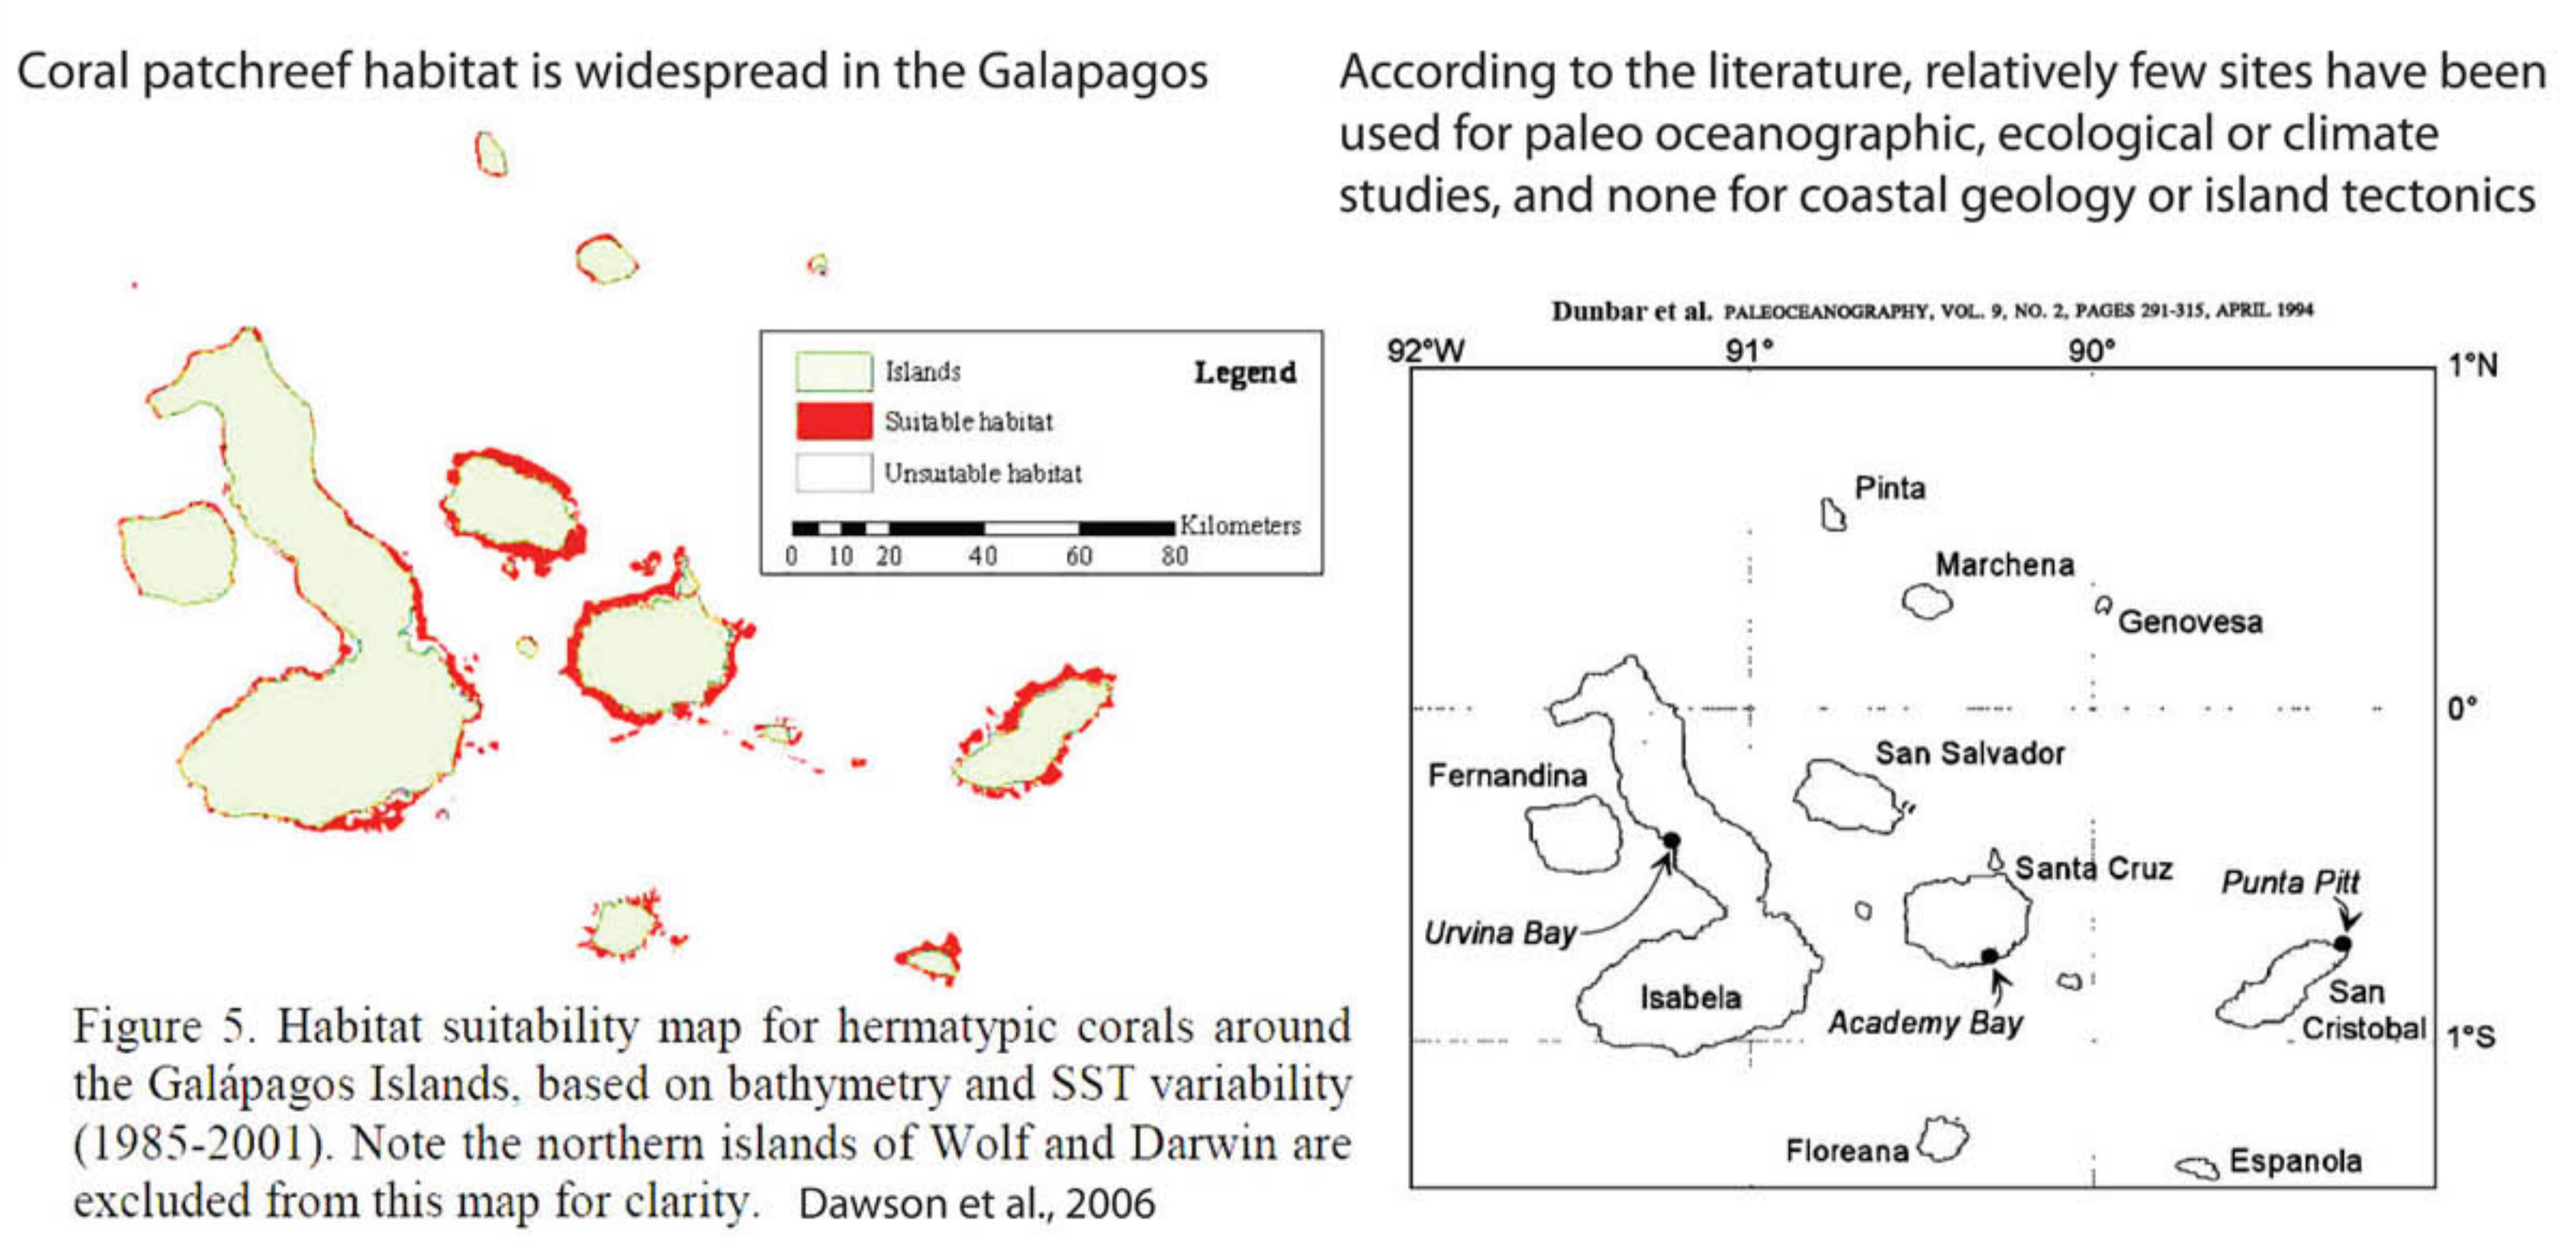 Coral patchreef habitat is widespread in the Galapagos
Legend
Islands
Suitable habitat
Unsuitable habitat
Kilometers
0 10 20 40 60 80
Figure 5. Habitat suitability map for hermatypic corals around
the Galápagos Islands, based on bathymetry and SST variability
(1985-2001). Note the northern islands of Wolf and Darwin are
excluded from this map for clarity. Dawson et al., 2006
According to the literature, relatively few sites have been
used for paleo oceanographic, ecological or climate
studies, and none for coastal geology or island tectonics
Dunbar et al. PALEOCEANOGRAPHY, VOL. 9, NO. 2, PAGES 291-315, APRIL 1994
92°W 91° 90°
1°N
Pinta
Marchena
Genovesa
0°
San Salvador
Fernandina
Santa Cruz
Punta Pitt
Urvina Bay
Isabela
Academy Bay
San
Cristobal
1°S
Floreana
Espanola